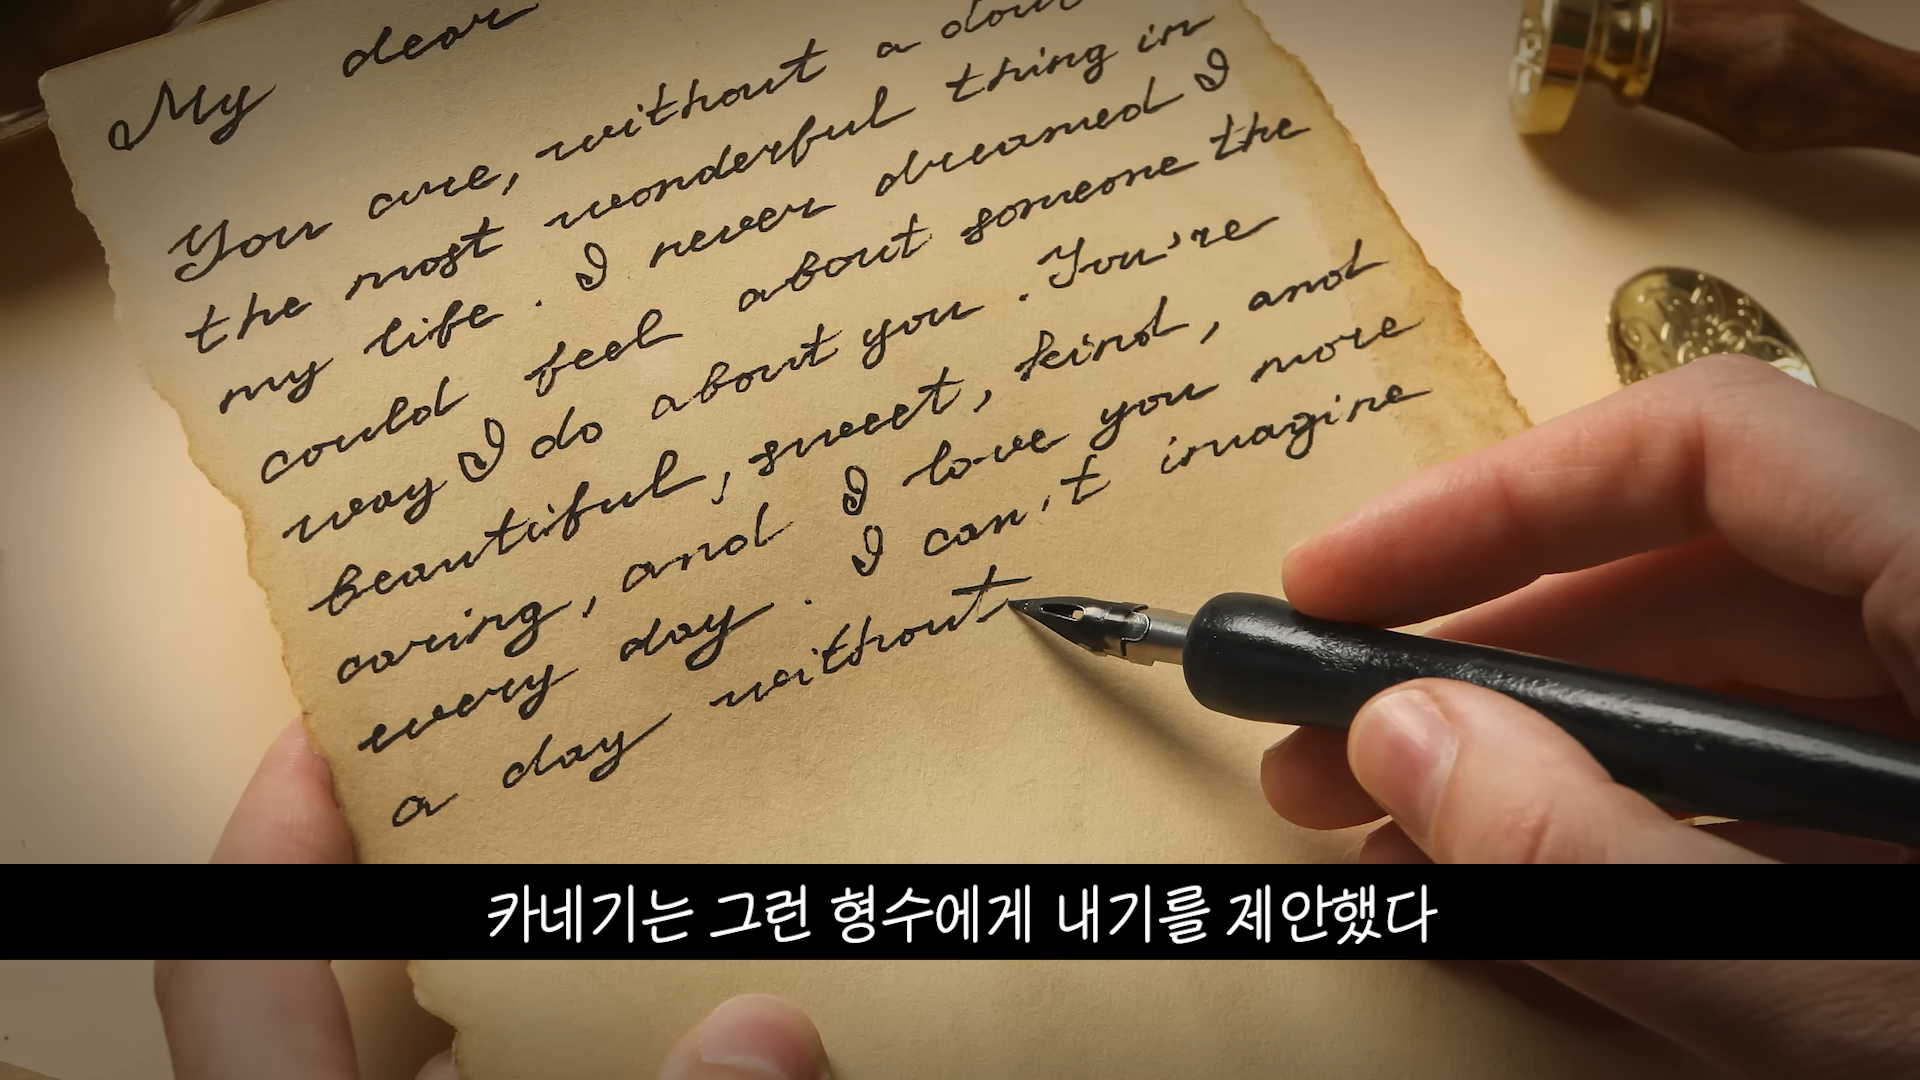 My dear
You are, without a dou
the most wonderful thing in
my life. I never dreamed I
could feel about someone the
way I do about you. You're
beautiful, sweet, kind, and
caring, and I love you more
every day. I can't imagine
a day without
카네기는 그런 형수에게 내기를 제안했다